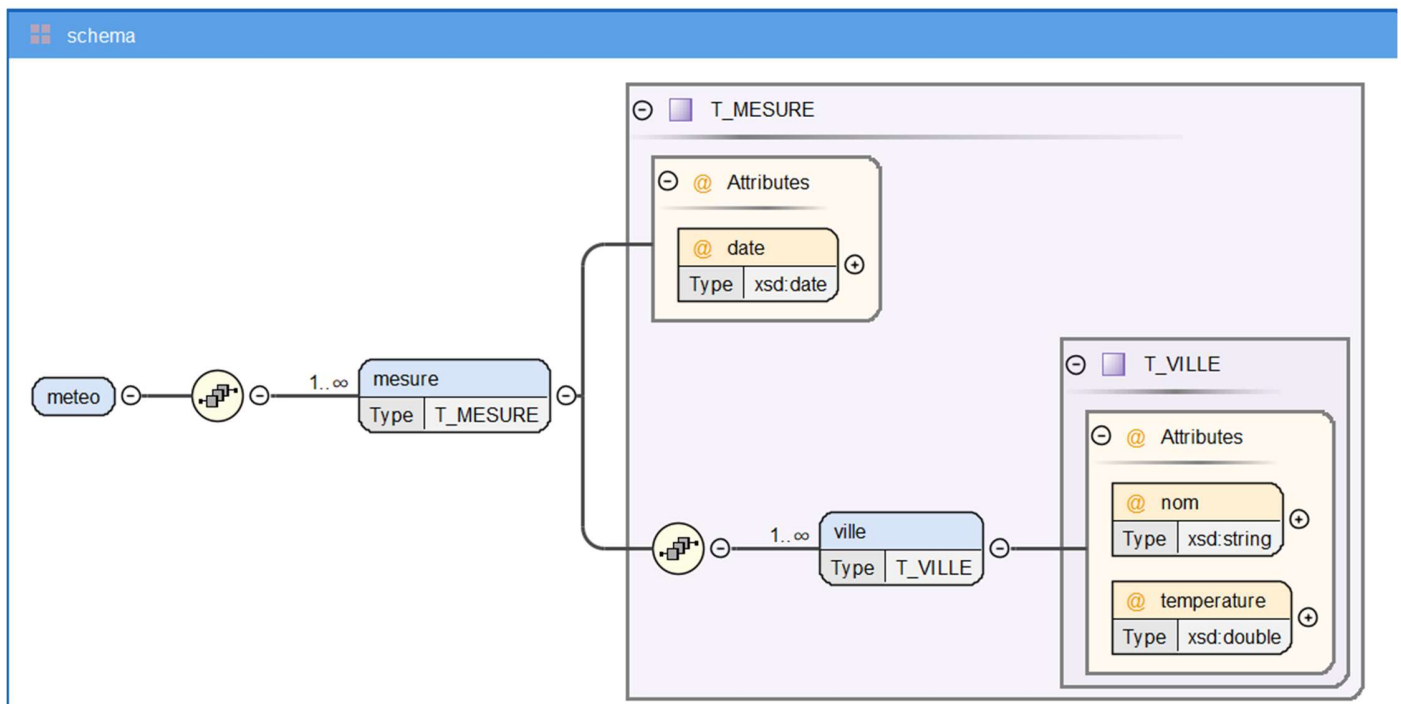 schema
T_MESURE
@ Attributes
@ date
Type xsd:date
meteo
1..∞
mesure
Type T_MESURE
T_VILLE
@ Attributes
@ nom
Type xsd:string
@ temperature
Type xsd:double
1..∞
ville
Type T_VILLE